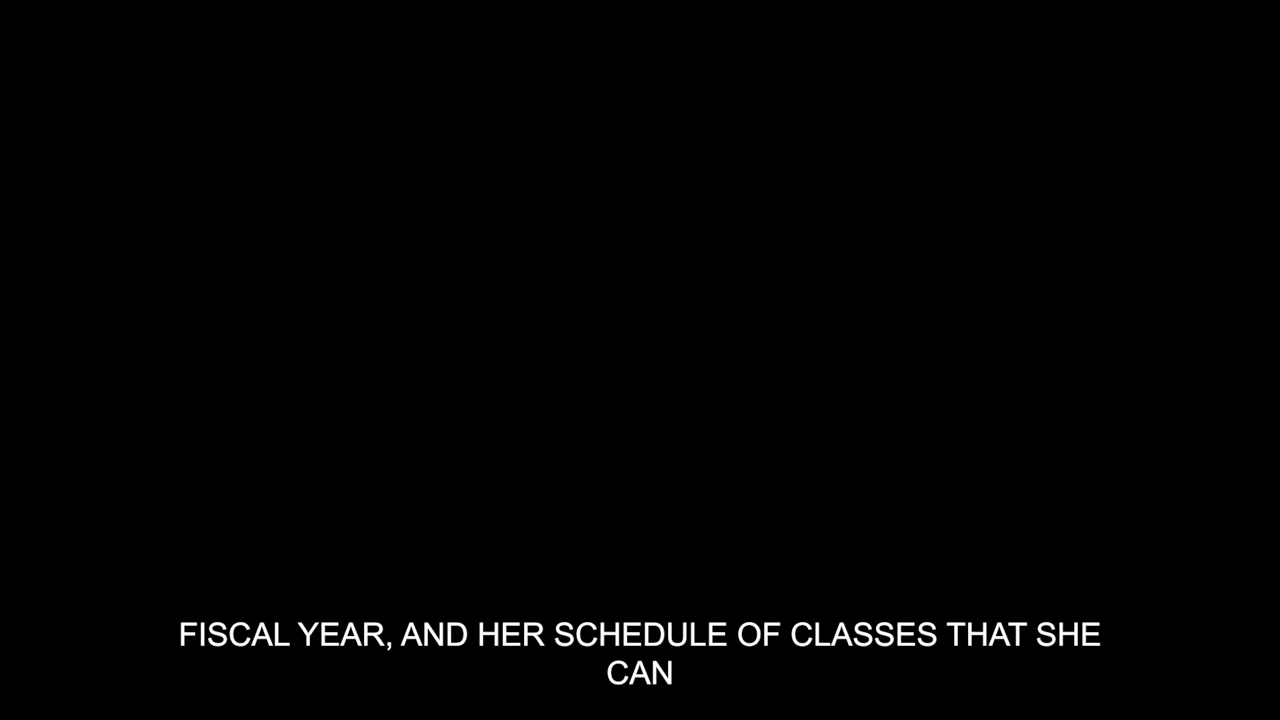 FISCAL YEAR, AND HER SCHEDULE OF CLASSES THAT SHE
CAN